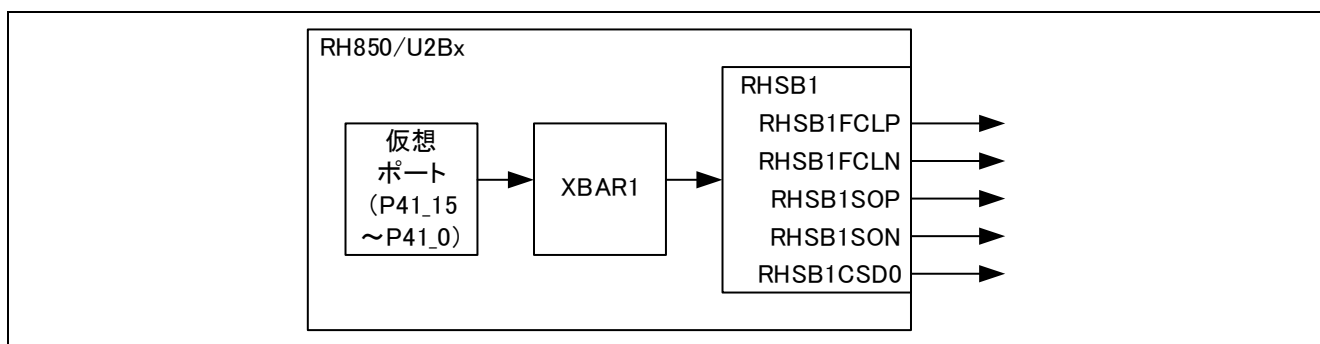 RH850/U2Bx
仮想
ポート
(P41_15
～P41_0)
XBAR1
RHSB1
RHSB1FCLP
RHSB1FCLN
RHSB1SOP
RHSB1SON
RHSB1CSD0